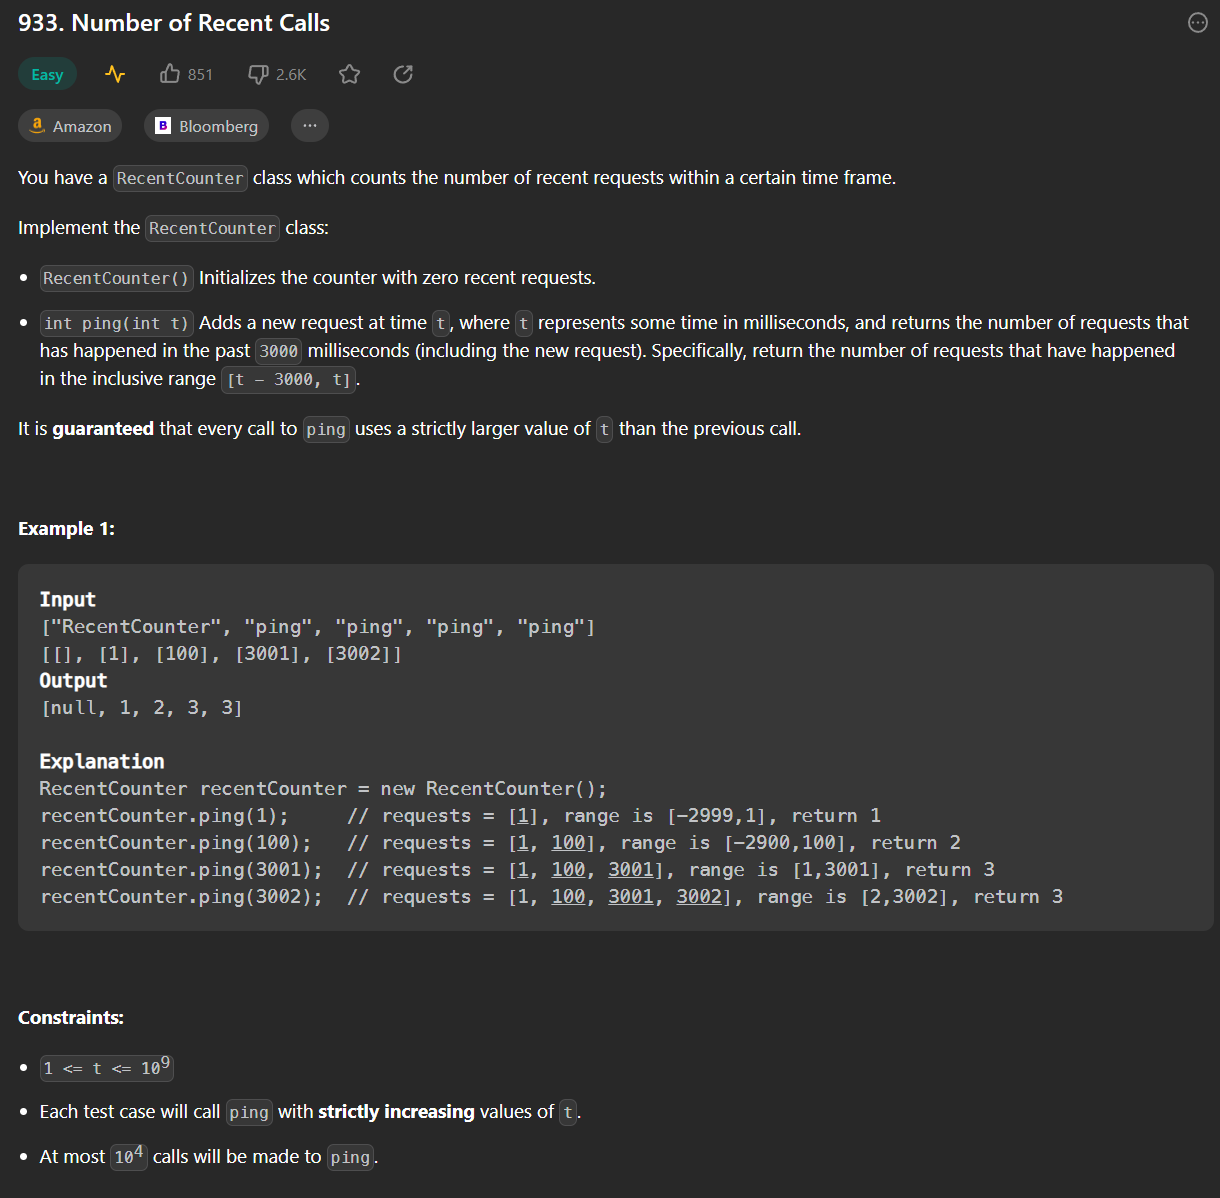 933. Number of Recent Calls
Easy 851 2.6K
Amazon Bloomberg ...
You have a RecentCounter class which counts the number of recent requests within a certain time frame.
Implement the RecentCounter class:
• RecentCounter() Initializes the counter with zero recent requests.
• int ping(int t) Adds a new request at time t, where t represents some time in milliseconds, and returns the number of requests that
has happened in the past 3000 milliseconds (including the new request). Specifically, return the number of requests that have happened
in the inclusive range [t - 3000, t].
It is guaranteed that every call to ping uses a strictly larger value of t than the previous call.
Example 1:
Input
["RecentCounter", "ping", "ping", "ping", "ping"]
[[], [1], [100], [3001], [3002]]
Output
[null, 1, 2, 3, 3]
Explanation
RecentCounter recentCounter = new RecentCounter();
recentCounter.ping(1);     // requests = [1], range is [-2999,1], return 1
recentCounter.ping(100);   // requests = [1, 100], range is [-2900,100], return 2
recentCounter.ping(3001);  // requests = [1, 100, 3001], range is [1,3001], return 3
recentCounter.ping(3002);  // requests = [1, 100, 3001, 3002], range is [2,3002], return 3
Constraints:
• 1 <= t <= 10⁹
• Each test case will call ping with strictly increasing values of t.
• At most 10⁴ calls will be made to ping.